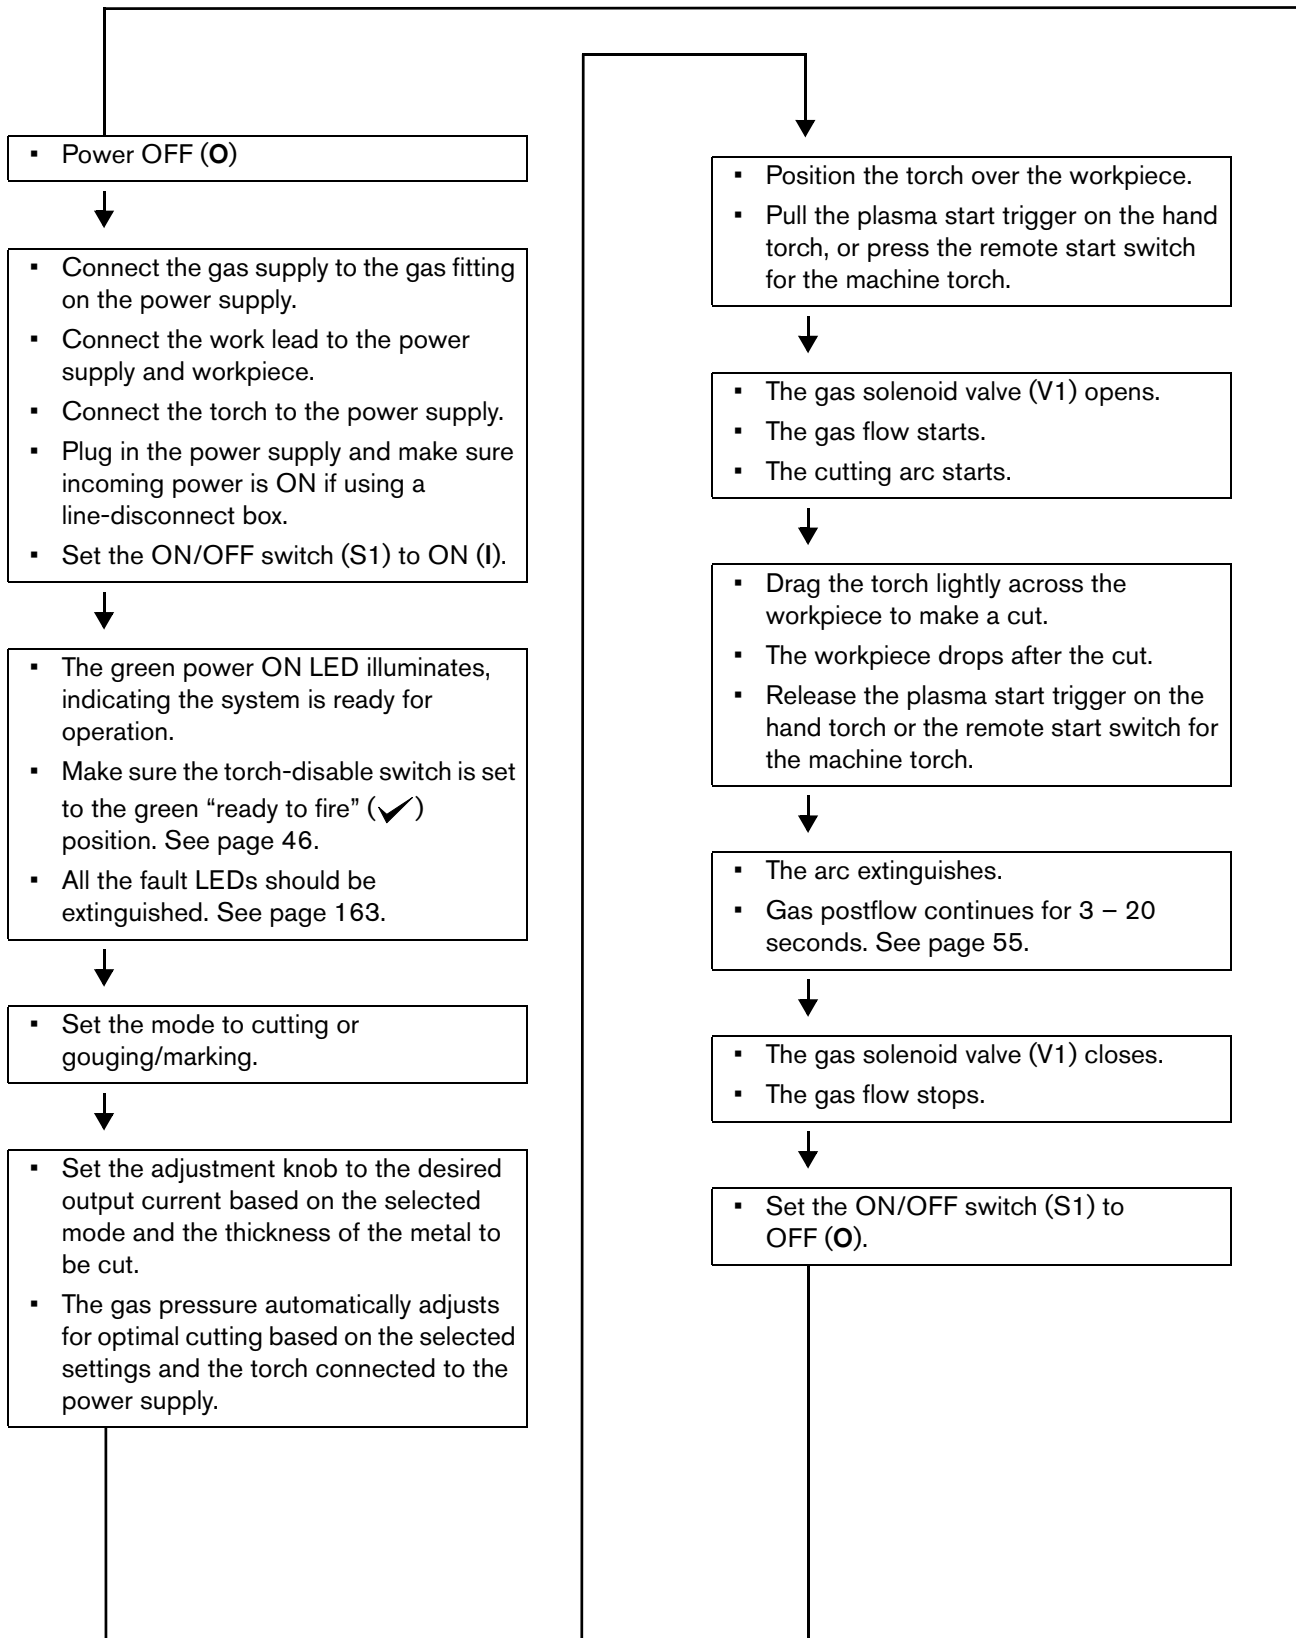 ▪ Power OFF (O)
▪ Connect the gas supply to the gas fitting
on the power supply.
▪ Connect the work lead to the power
supply and workpiece.
▪ Connect the torch to the power supply.
▪ Plug in the power supply and make sure
incoming power is ON if using a
line-disconnect box.
▪ Set the ON/OFF switch (S1) to ON (I).
▪ The green power ON LED illuminates,
indicating the system is ready for
operation.
▪ Make sure the torch-disable switch is set
to the green “ready to fire” (✓)
position. See page 46.
▪ All the fault LEDs should be
extinguished. See page 163.
▪ Set the mode to cutting or
gouging/marking.
▪ Set the adjustment knob to the desired
output current based on the selected
mode and the thickness of the metal to
be cut.
▪ The gas pressure automatically adjusts
for optimal cutting based on the selected
settings and the torch connected to the
power supply.
▪ Position the torch over the workpiece.
▪ Pull the plasma start trigger on the hand
torch, or press the remote start switch
for the machine torch.
▪ The gas solenoid valve (V1) opens.
▪ The gas flow starts.
▪ The cutting arc starts.
▪ Drag the torch lightly across the
workpiece to make a cut.
▪ The workpiece drops after the cut.
▪ Release the plasma start trigger on the
hand torch or the remote start switch for
the machine torch.
▪ The arc extinguishes.
▪ Gas postflow continues for 3 – 20
seconds. See page 55.
▪ The gas solenoid valve (V1) closes.
▪ The gas flow stops.
▪ Set the ON/OFF switch (S1) to
OFF (O).